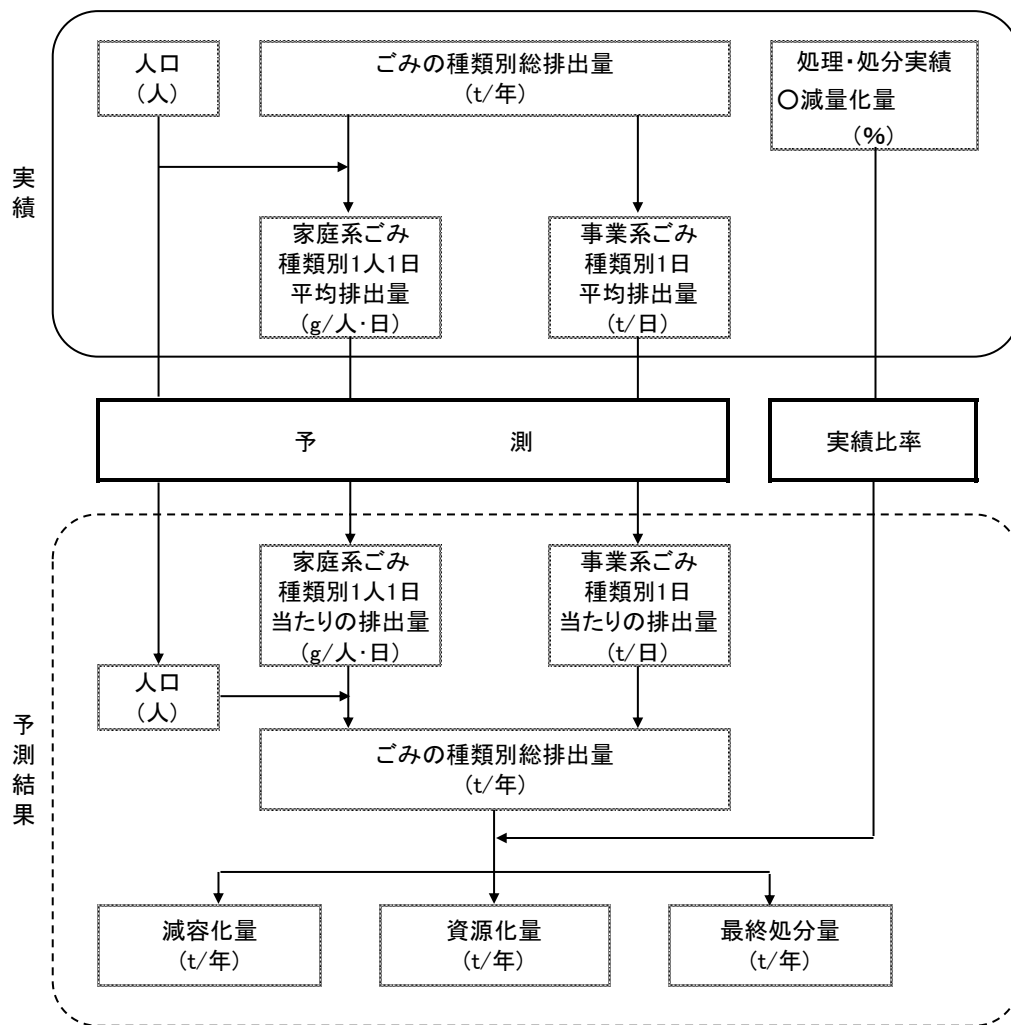 人口
(人)
ごみの種類別総排出量
(t/年)
処理・処分実績
○減量化量
(%)
実績
家庭系ごみ
種類別1人1日
平均排出量
(g/人・日)
事業系ごみ
種類別1日
平均排出量
(t/日)
予 測
実績比率
家庭系ごみ
種類別1人1日
当たりの排出量
(g/人・日)
事業系ごみ
種類別1日
当たりの排出量
(t/日)
人口
(人)
予測結果
ごみの種類別総排出量
(t/年)
減容化量
(t/年)
資源化量
(t/年)
最終処分量
(t/年)